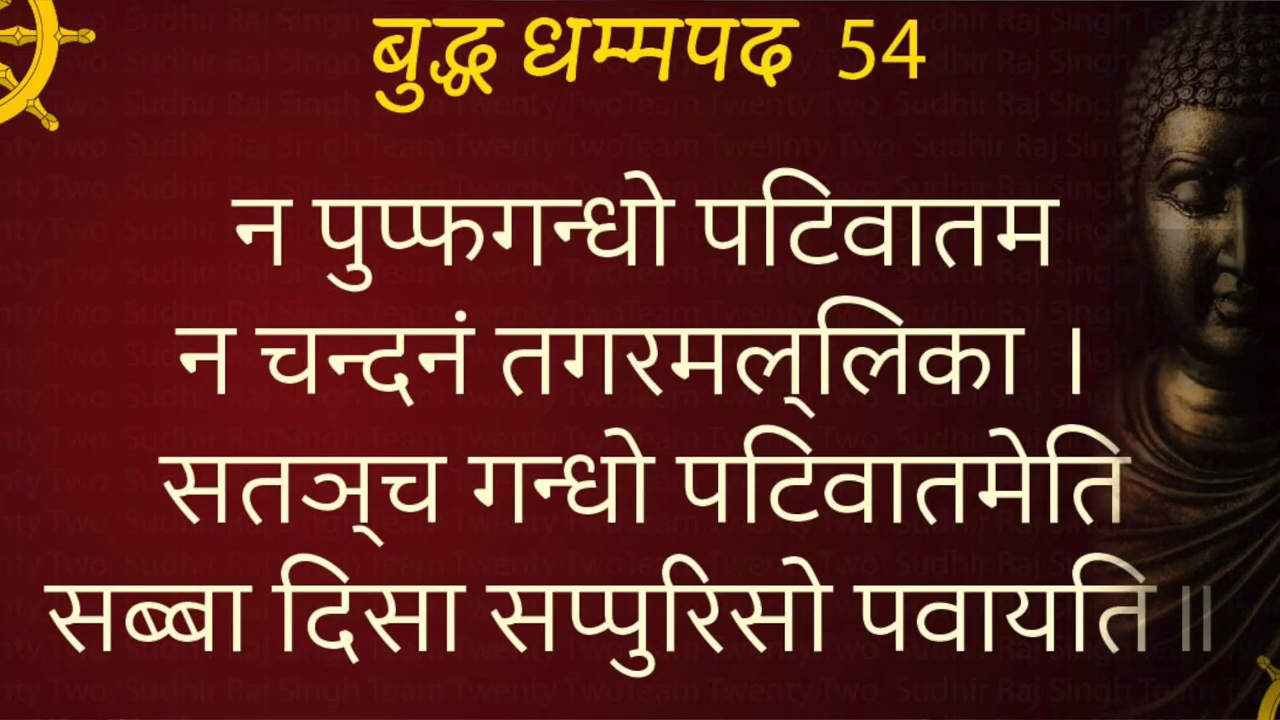 बुद्ध धम्मपद 54
न पुप्फगन्धो पटिवातम
न चन्दनं तगरमल्‌लिका ।
सतञ्‌च गन्धो पटिवातमेति
सब्बा दिसा सप्पुरिसो पवायति ॥